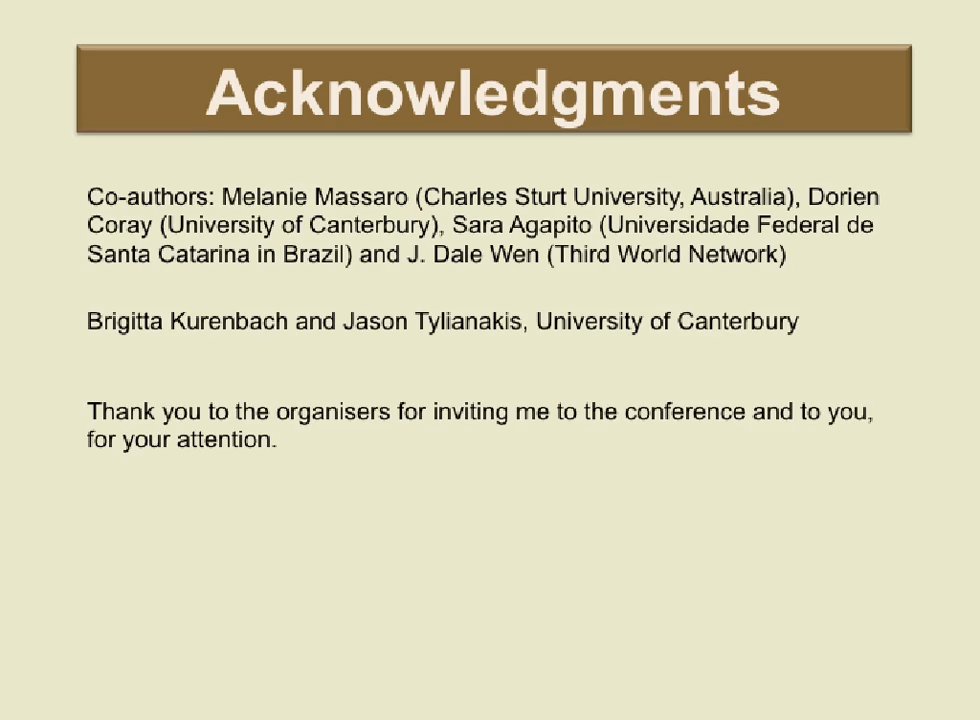 Acknowledgments
Co-authors: Melanie Massaro (Charles Sturt University, Australia), Dorien
Coray (University of Canterbury), Sara Agapito (Universidade Federal de
Santa Catarina in Brazil) and J. Dale Wen (Third World Network)
Brigitta Kurenbach and Jason Tylianakis, University of Canterbury
Thank you to the organisers for inviting me to the conference and to you,
for your attention.